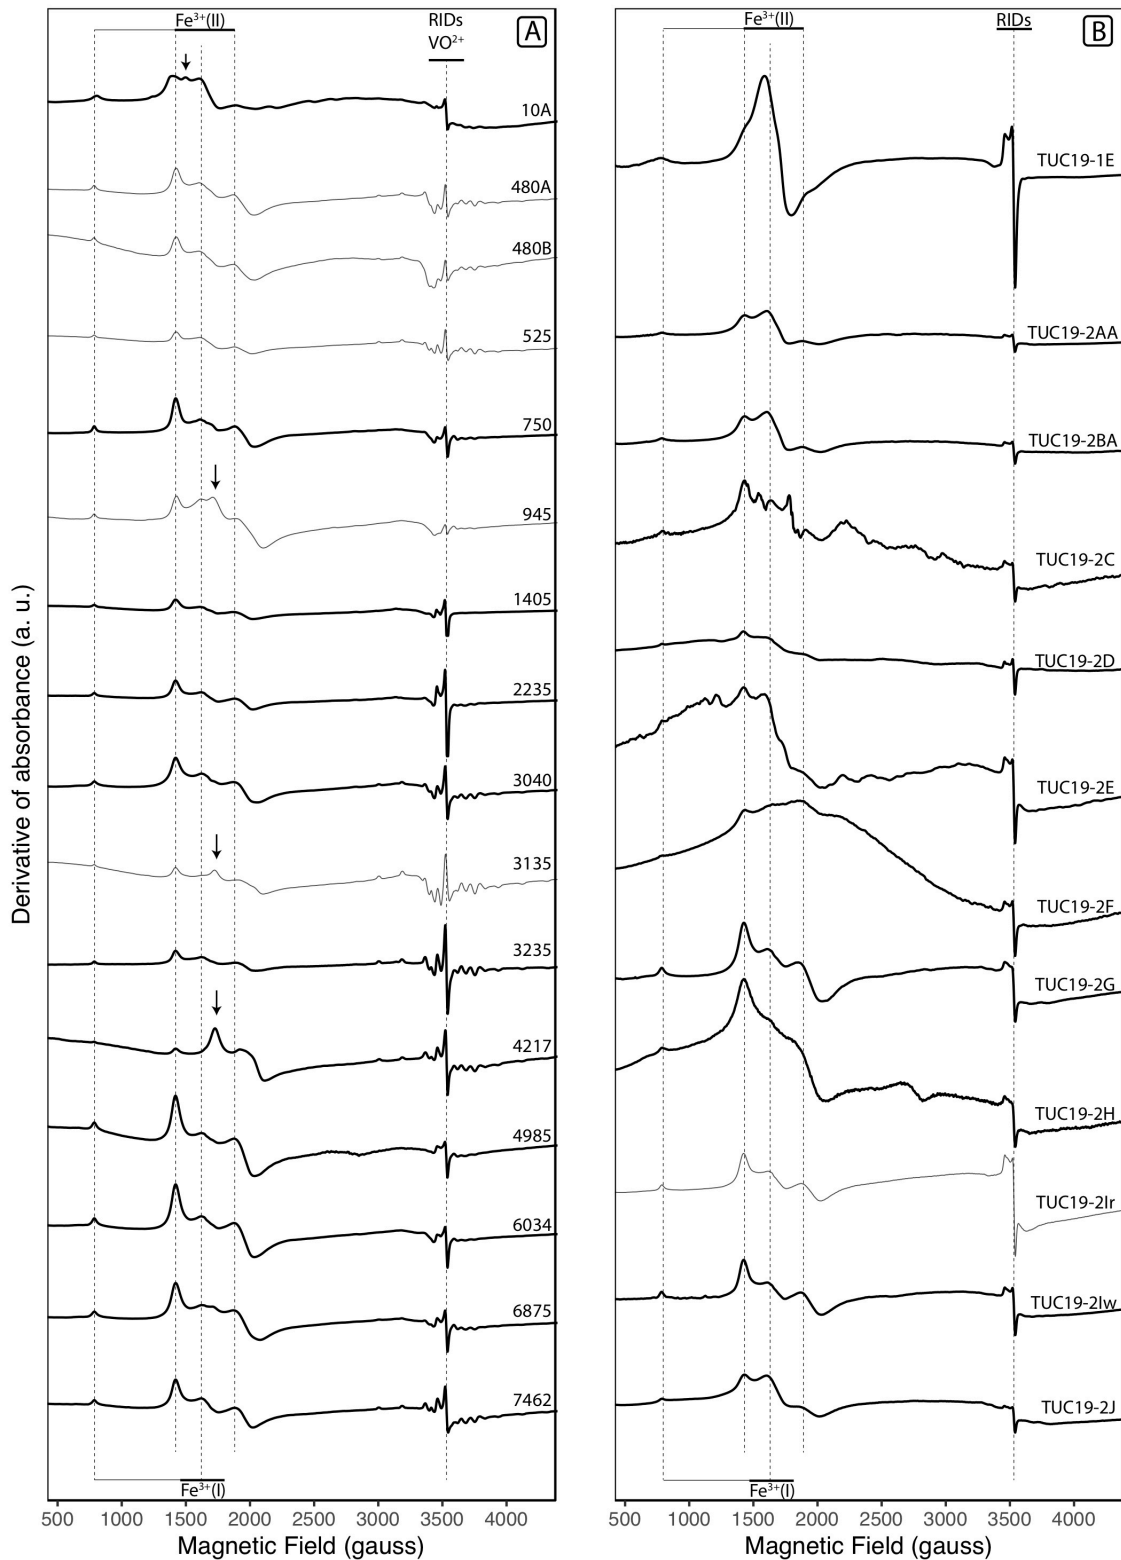 Fe³⁺(II)
RIDs
VO²⁺
A
10A
480A
480B
525
750
945
1405
2235
3040
3135
3235
4217
4985
6034
6875
7462
Fe³⁺(I)
500 1000 1500 2000 2500 3000 3500 4000
Magnetic Field (gauss)
Derivative of absorbance (a. u.)
Fe³⁺(II)
RIDs
B
TUC19-1E
TUC19-2AA
TUC19-2BA
TUC19-2C
TUC19-2D
TUC19-2E
TUC19-2F
TUC19-2G
TUC19-2H
TUC19-2Ir
TUC19-2Iw
TUC19-2J
Fe³⁺(I)
500 1000 1500 2000 2500 3000 3500 4000
Magnetic Field (gauss)